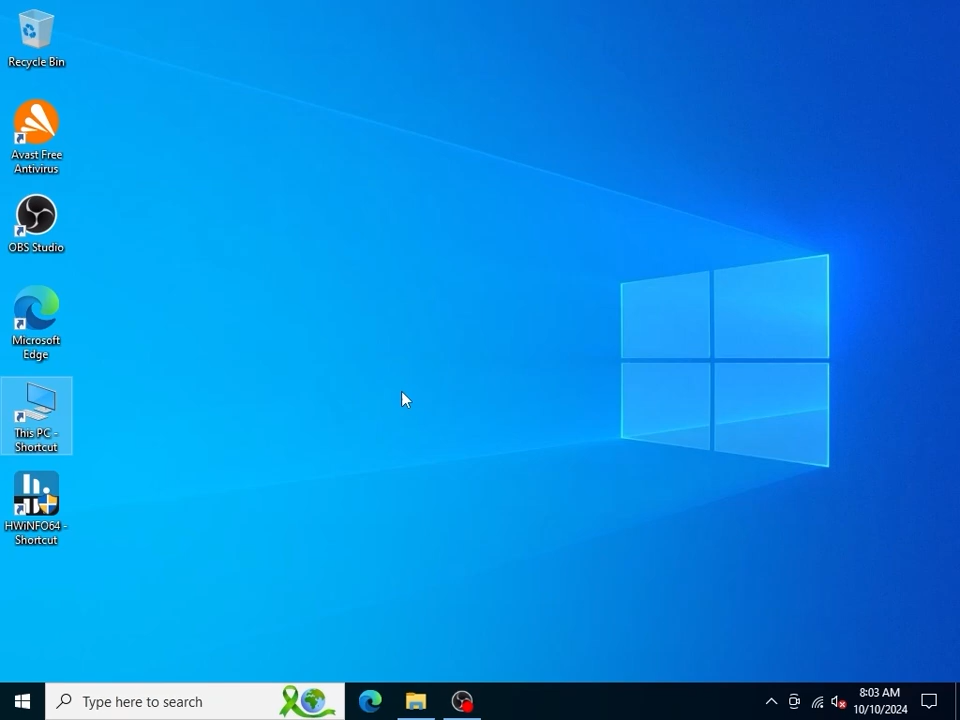 Recycle Bin
Avast Free
Antivirus
OBS Studio
Microsoft
Edge
This PC -
Shortcut
HWiNFO64 -
Shortcut
Type here to search
8:03 AM
10/10/2024